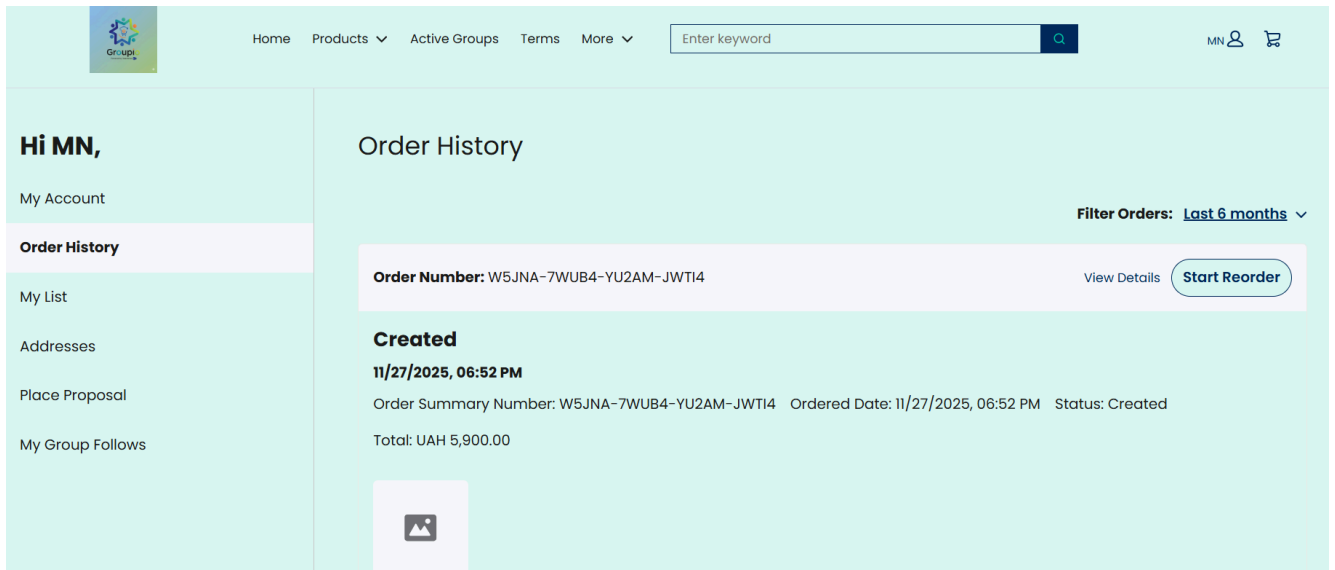 Groupi
Home Products Active Groups Terms More Enter keyword MN
Hi MN,
My Account
Order History
My List
Addresses
Place Proposal
My Group Follows
Order History
Filter Orders: Last 6 months
Order Number: W5JNA-7WUB4-YU2AM-JWTI4 View Details Start Reorder
Created
11/27/2025, 06:52 PM
Order Summary Number: W5JNA-7WUB4-YU2AM-JWTI4 Ordered Date: 11/27/2025, 06:52 PM Status: Created
Total: UAH 5,900.00